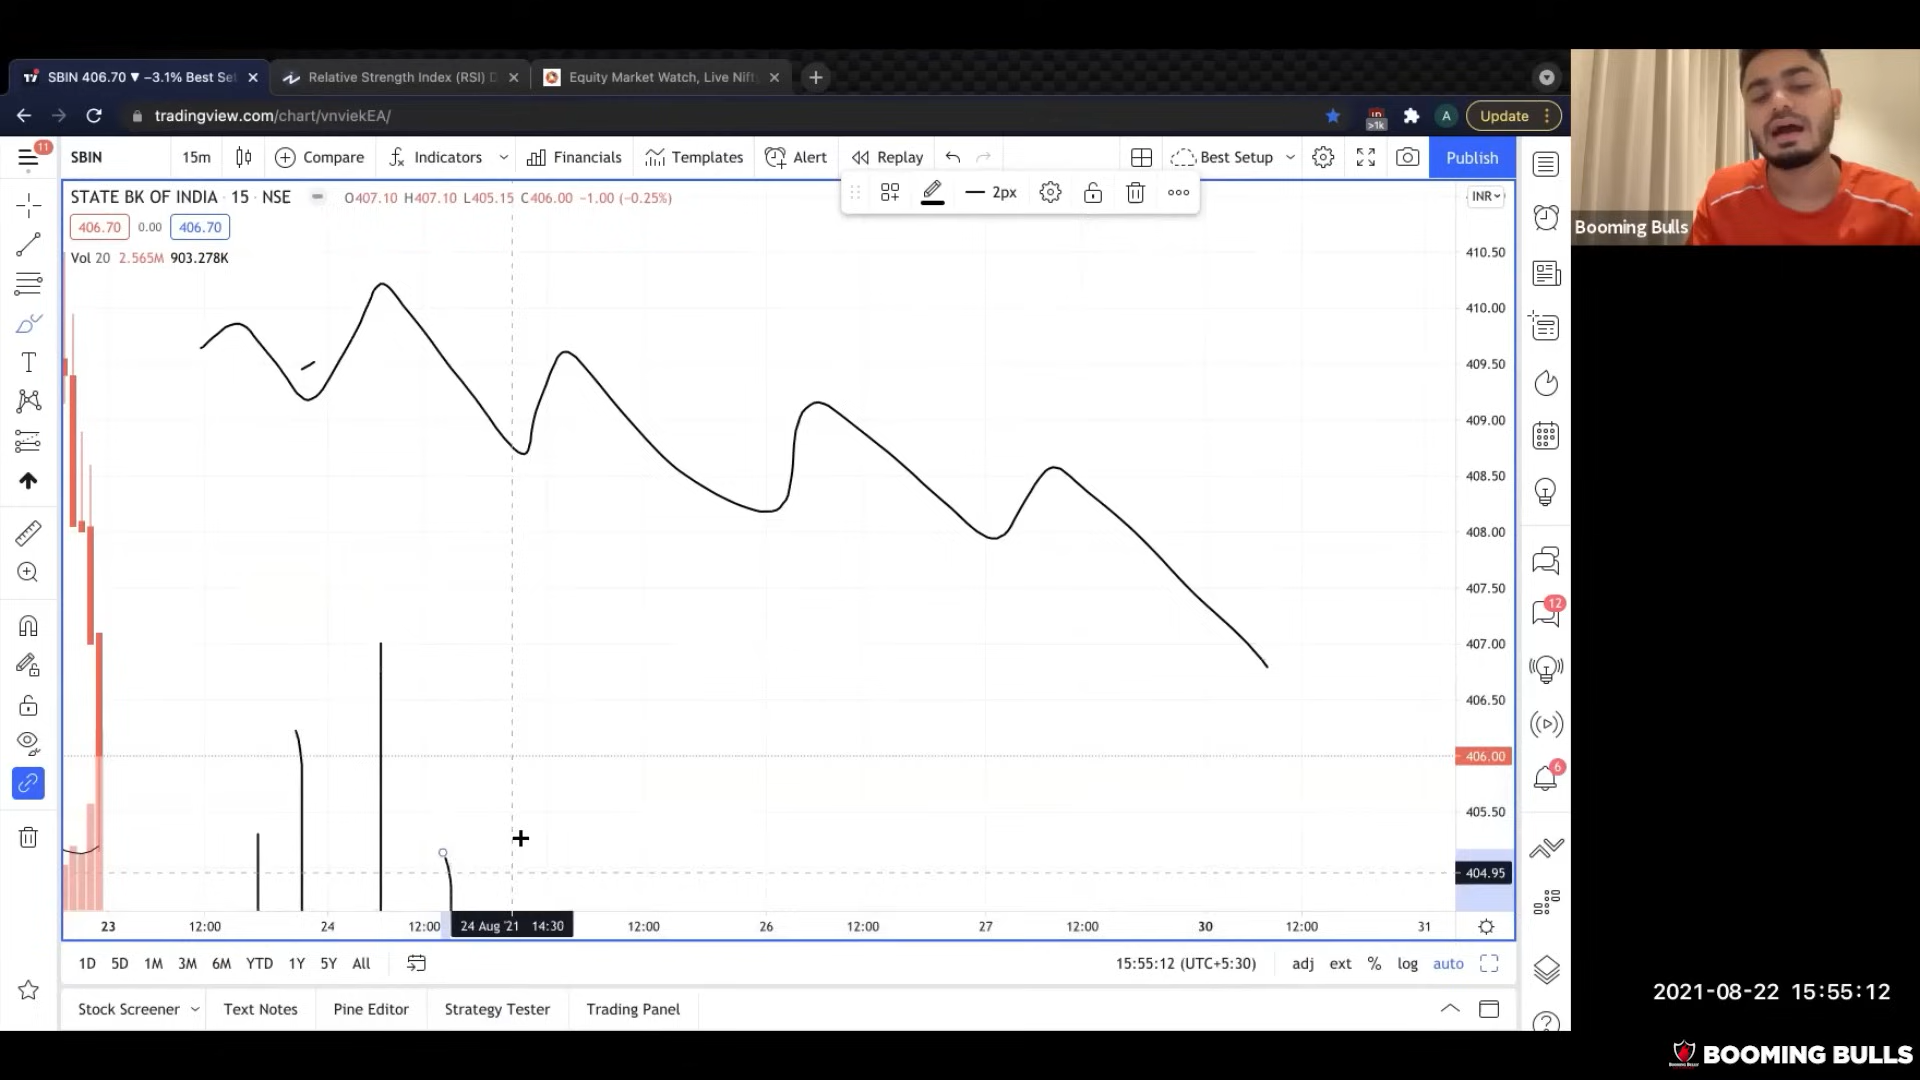 SBIN 406.70 ▼ −3.1% Best Set
Relative Strength Index (RSI) D
Equity Market Watch, Live Nift
tradingview.com/chart/vnviekEA/
>1k
A
Update
11
SBIN
15m
Compare
Indicators
Financials
Templates
Alert
Replay
Best Setup
Publish
STATE BK OF INDIA · 15 · NSE
O407.10 H407.10 L405.15 C406.00 −1.00 (−0.25%)
2px
INR
406.70
0.00
406.70
Vol 20 2.565M 903.278K
Booming Bulls
410.50
410.00
409.50
409.00
408.50
408.00
407.50
407.00
406.50
406.00
405.50
404.95
12
6
23
12:00
24
12:00
24 Aug '21 14:30
12:00
26
12:00
27
12:00
30
12:00
31
1D 5D 1M 3M 6M YTD 1Y 5Y All
15:55:12 (UTC+5:30)
adj ext % log auto
Stock Screener
Text Notes
Pine Editor
Strategy Tester
Trading Panel
2021-08-22 15:55:12
BOOMING BULLS